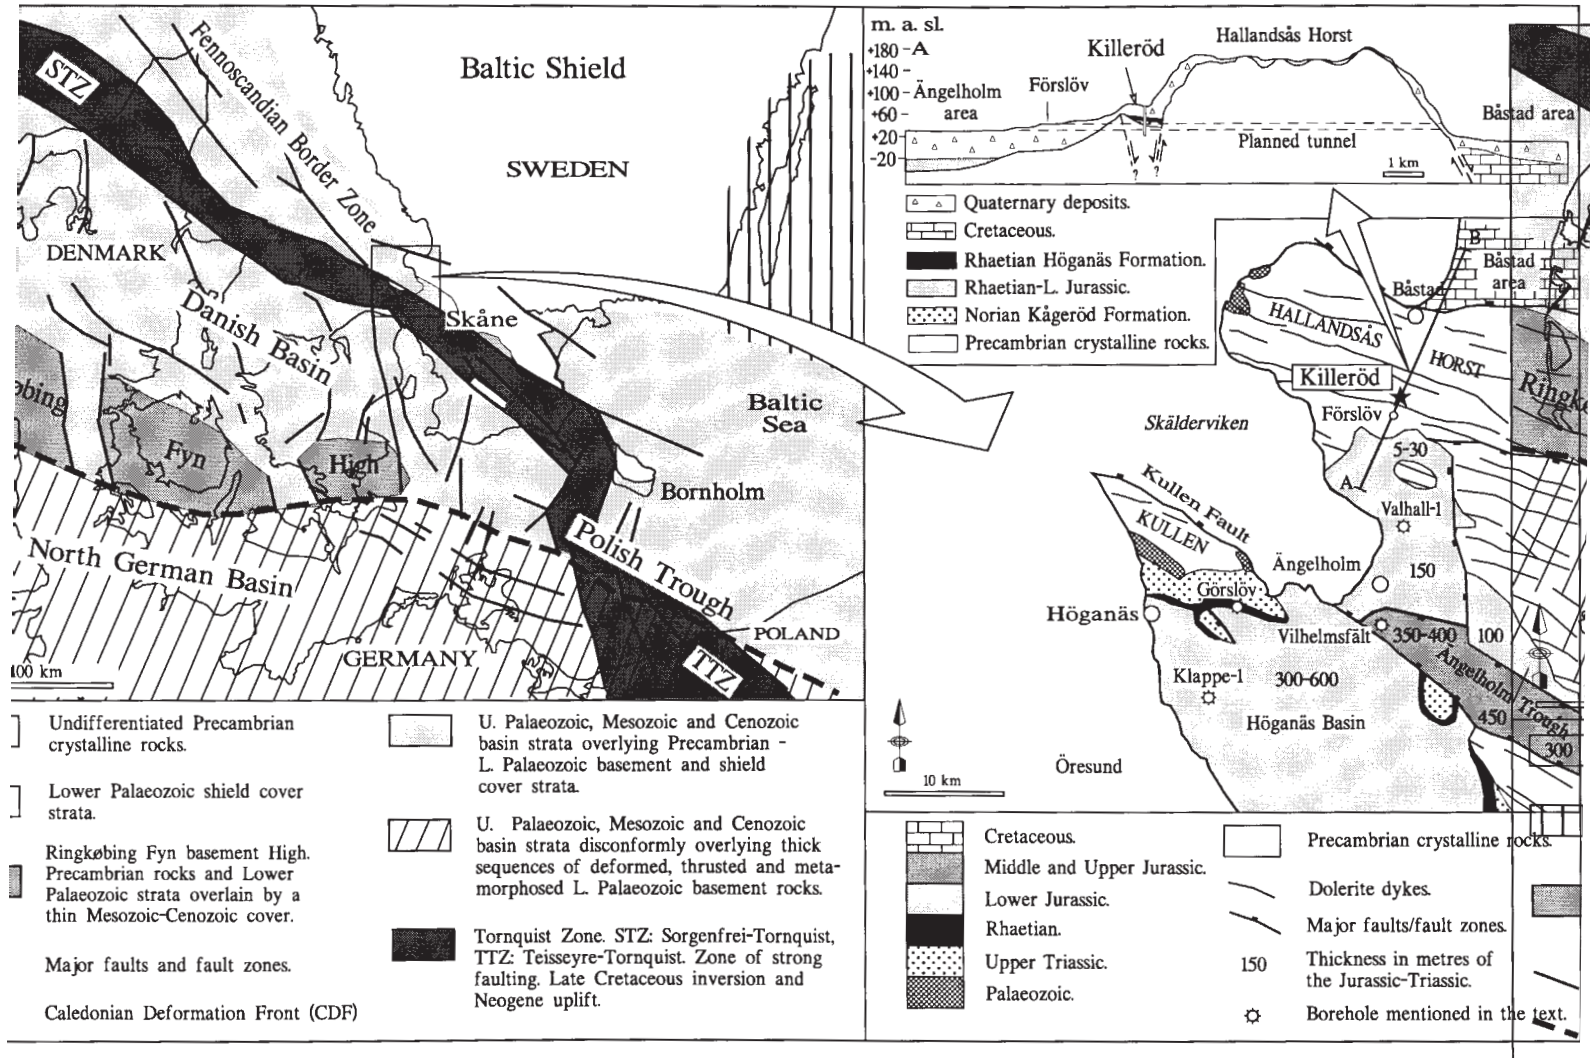 STZ
Fennoscandian Border Zone
Baltic Shield
SWEDEN
DENMARK
Danish Basin
Skåne
Baltic
Sea
Fyn
High
Bornholm
North German Basin
Polish Trough
POLAND
GERMANY
TTZ
100 km
Undifferentiated Precambrian
crystalline rocks.
Lower Palaeozoic shield cover
strata.
Ringkøbing Fyn basement High.
Precambrian rocks and Lower
Palaeozoic strata overlain by a
thin Mesozoic-Cenozoic cover.
Major faults and fault zones.
Caledonian Deformation Front (CDF)
U. Palaeozoic, Mesozoic and Cenozoic
basin strata overlying Precambrian -
L. Palaeozoic basement and shield
cover strata.
U. Palaeozoic, Mesozoic and Cenozoic
basin strata disconformly overlying thick
sequences of deformed, thrusted and meta-
morphosed L. Palaeozoic basement rocks.
Tornquist Zone. STZ: Sorgenfrei-Tornquist,
TTZ: Teisseyre-Tornquist. Zone of strong
faulting. Late Cretaceous inversion and
Neogene uplift.
m. a. sl.
+180 - A
+140 -
+100 -
+60 -
+20 -
-20 -
Ängelholm
area
Förslöv
Killeröd
Hallandsås Horst
Båstad area
Planned tunnel
1 km
? ?
?
Quaternary deposits.
Cretaceous.
Rhaetian Höganäs Formation.
Rhaetian-L. Jurassic.
Norian Kågeröd Formation.
Precambrian crystalline rocks.
B
Båstad
area
Båstad
HALLANDSÅS
HORST
Killeröd
Förslöv
Skälderviken
5-30
A
Valhall-1
Kullen Fault
KULLEN
Ängelholm
150
Görslöv
Höganäs
Vilhelmsfält
350-400
100
Ängelholm Trough
Klappe-1
300-600
Höganäs Basin
450
300
Öresund
10 km
Cretaceous.
Middle and Upper Jurassic.
Lower Jurassic.
Rhaetian.
Upper Triassic.
Palaeozoic.
Precambrian crystalline rocks.
Dolerite dykes.
Major faults/fault zones.
150
Thickness in metres of
the Jurassic-Triassic.
Borehole mentioned in the text.